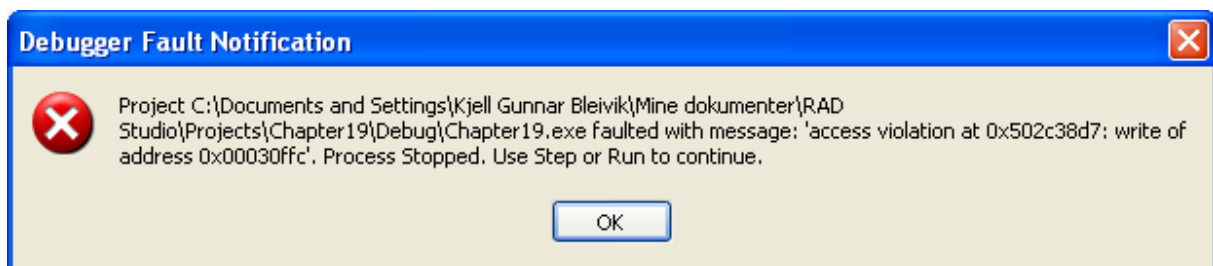 Debugger Fault Notification
Project C:\Documents and Settings\Kjell Gunnar Bleivik\Mine dokumenter\RAD
Studio\Projects\Chapter19\Debug\Chapter19.exe faulted with message: 'access violation at 0x502c38d7: write of
address 0x00030ffc'. Process Stopped. Use Step or Run to continue.
OK